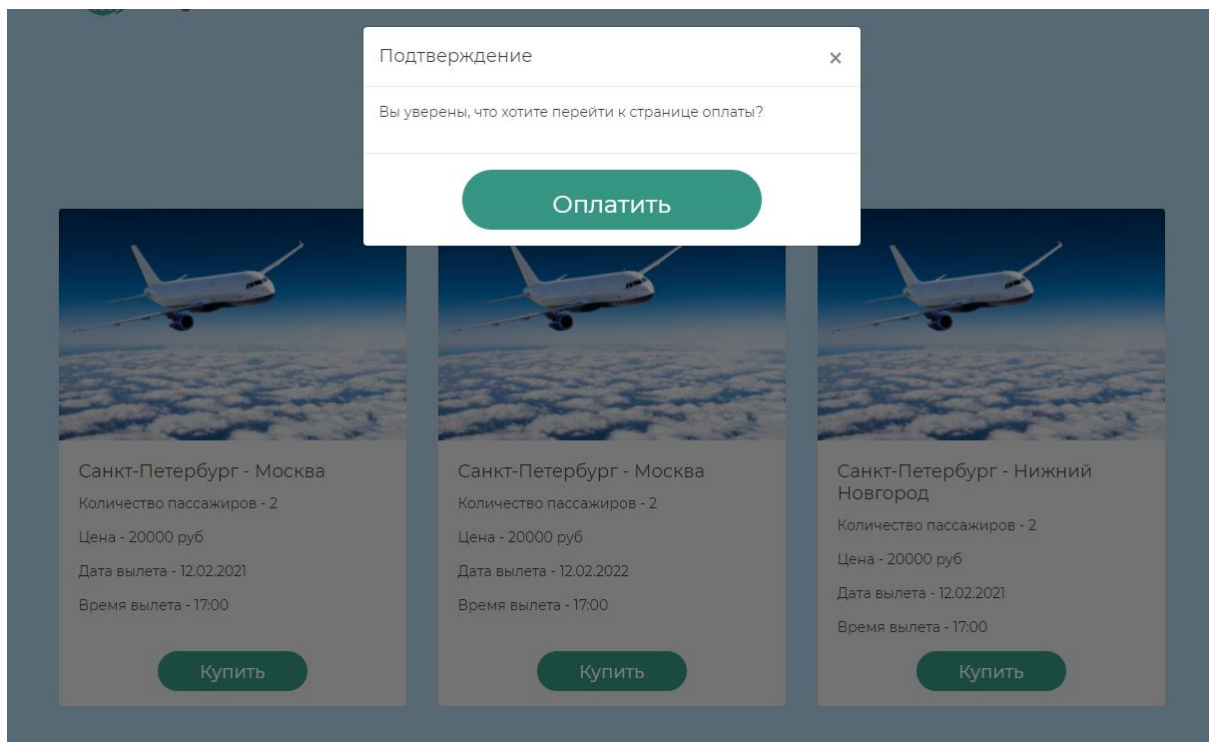 Подтверждение
×
Вы уверены, что хотите перейти к странице оплаты?
Оплатить
Санкт-Петербург - Москва
Количество пассажиров - 2
Цена - 20000 руб
Дата вылета - 12.02.2021
Время вылета - 17:00
Купить
Санкт-Петербург - Москва
Количество пассажиров - 2
Цена - 20000 руб
Дата вылета - 12.02.2022
Время вылета - 17:00
Купить
Санкт-Петербург - Нижний
Новгород
Количество пассажиров - 2
Цена - 20000 руб
Дата вылета - 12.02.2021
Время вылета - 17:00
Купить